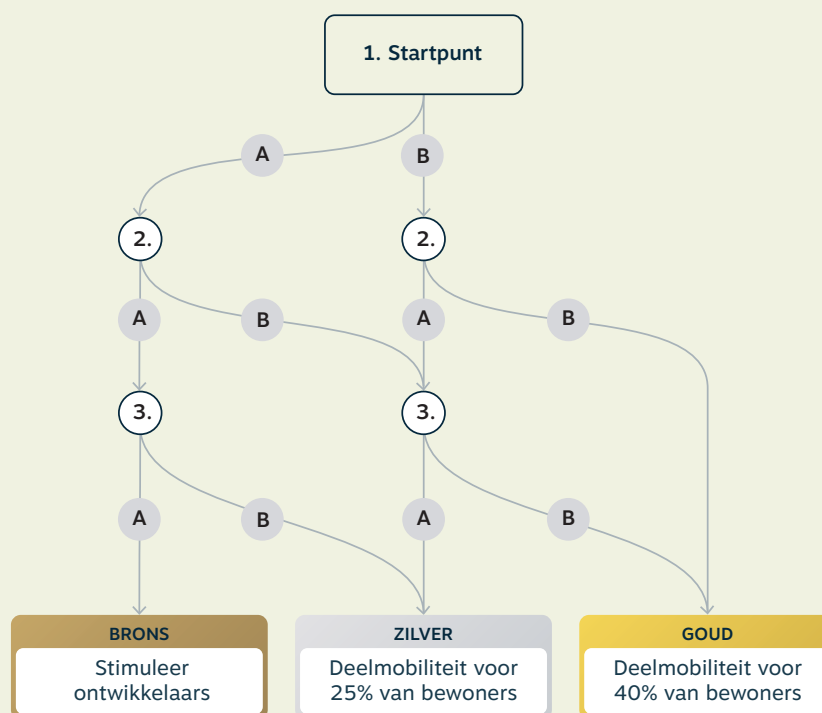 1. Startpunt
A
B
2.
2.
A
B
A
B
3.
3.
A
B
A
B
BRONS
Stimuleer
ontwikkelaars
ZILVER
Deelmobiliteit voor
25% van bewoners
GOUD
Deelmobiliteit voor
40% van bewoners